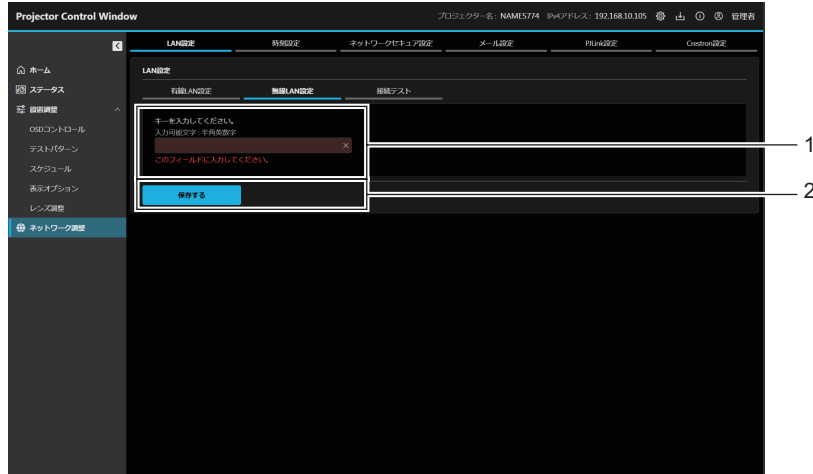 Projector Control Window
プロジェクター名: NAME5774 IPv4アドレス: 192.168.10.105 管理者
LAN設定 時刻設定 ネットワークセキュア設定 メール設定 PJLink設定 Crestron設定
ホーム
ステータス
設置調整
OSDコントロール
テストパターン
スケジュール
表示オプション
レンズ調整
ネットワーク調整
LAN設定
有線LAN設定 無線LAN設定 接続テスト
キーを入力してください。
入力可能文字 : 半角英数字
このフィールドに入力してください。
保存する
1
2